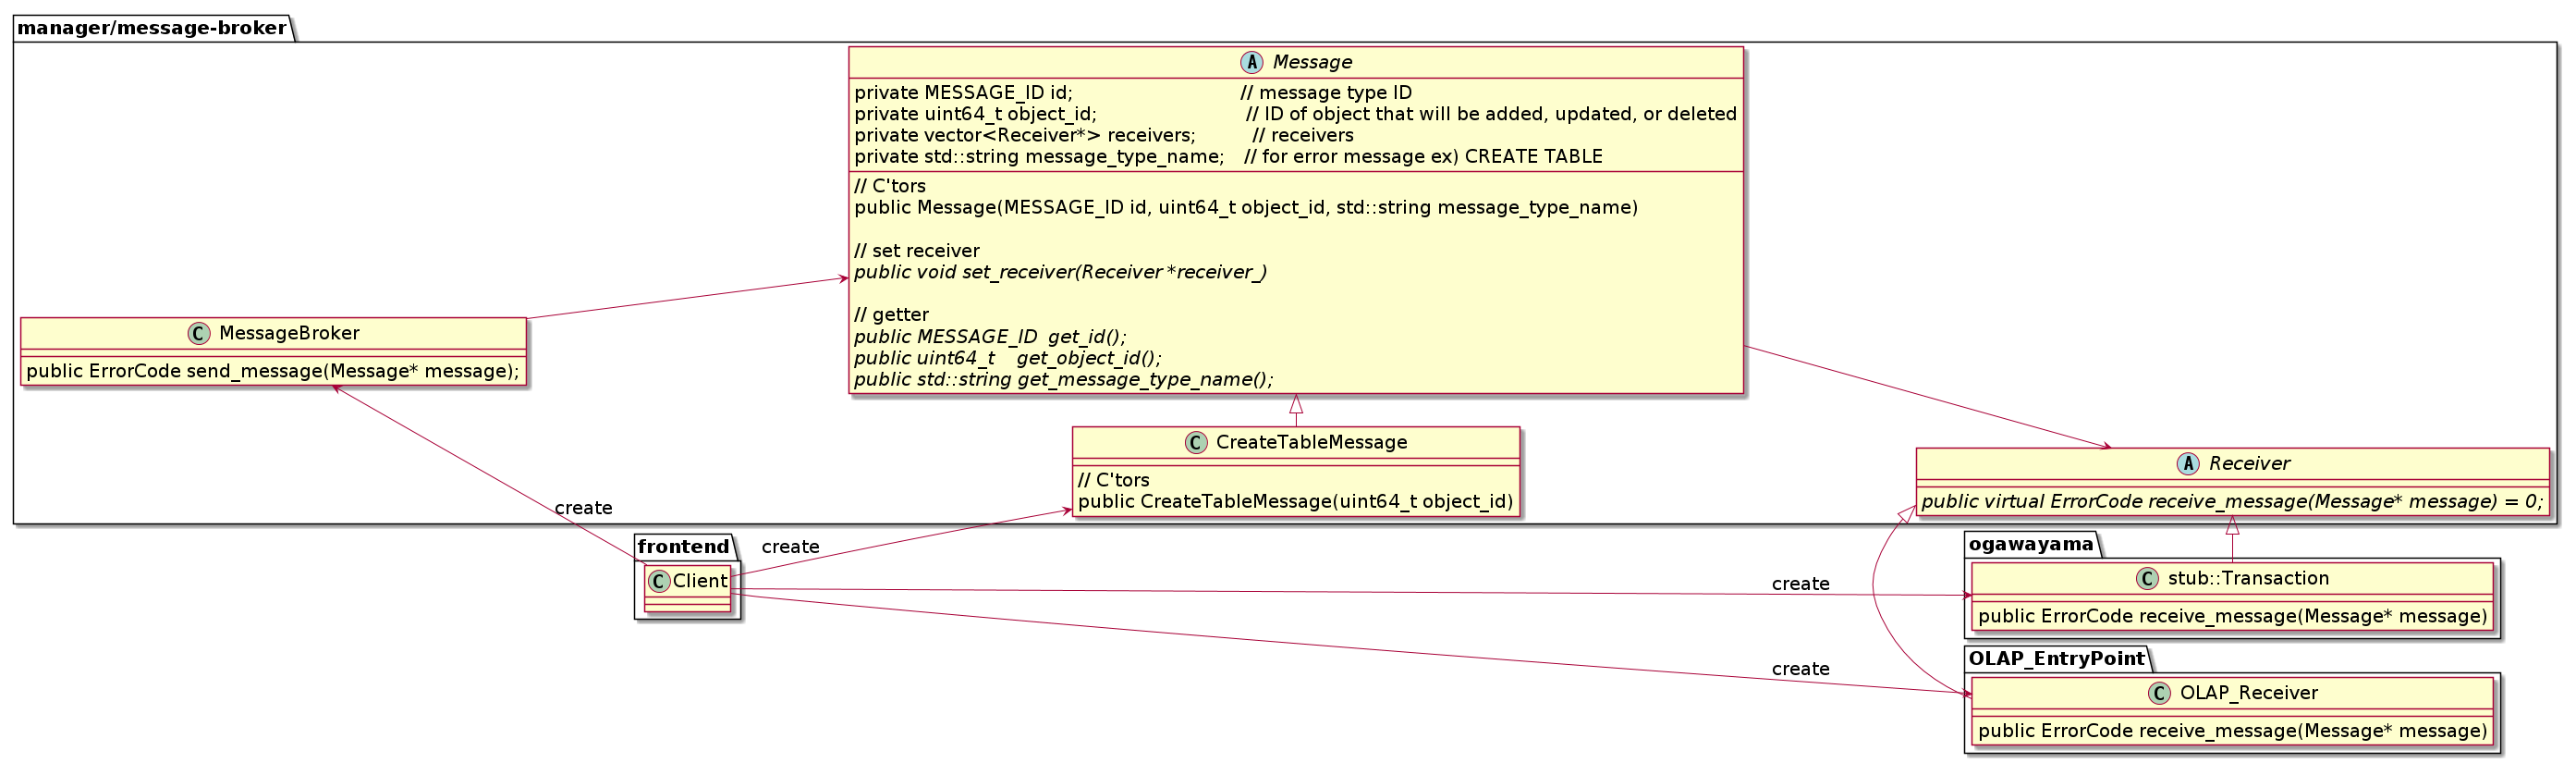 manager/message-broker
A Message
private MESSAGE_ID id; // message type ID
private uint64_t object_id; // ID of object that will be added, updated, or deleted
private vector<Receiver*> receivers; // receivers
private std::string message_type_name; // for error message ex) CREATE TABLE
// C'tors
public Message(MESSAGE_ID id, uint64_t object_id, std::string message_type_name)
// set receiver
public void set_receiver(Receiver *receiver_)
// getter
public MESSAGE_ID get_id();
public uint64_t get_object_id();
public std::string get_message_type_name();
C MessageBroker
public ErrorCode send_message(Message* message);
C CreateTableMessage
// C'tors
public CreateTableMessage(uint64_t object_id)
A Receiver
public virtual ErrorCode receive_message(Message* message) = 0;
create
frontend
C Client
create
create
create
ogawayama
C stub::Transaction
public ErrorCode receive_message(Message* message)
OLAP_EntryPoint
C OLAP_Receiver
public ErrorCode receive_message(Message* message)